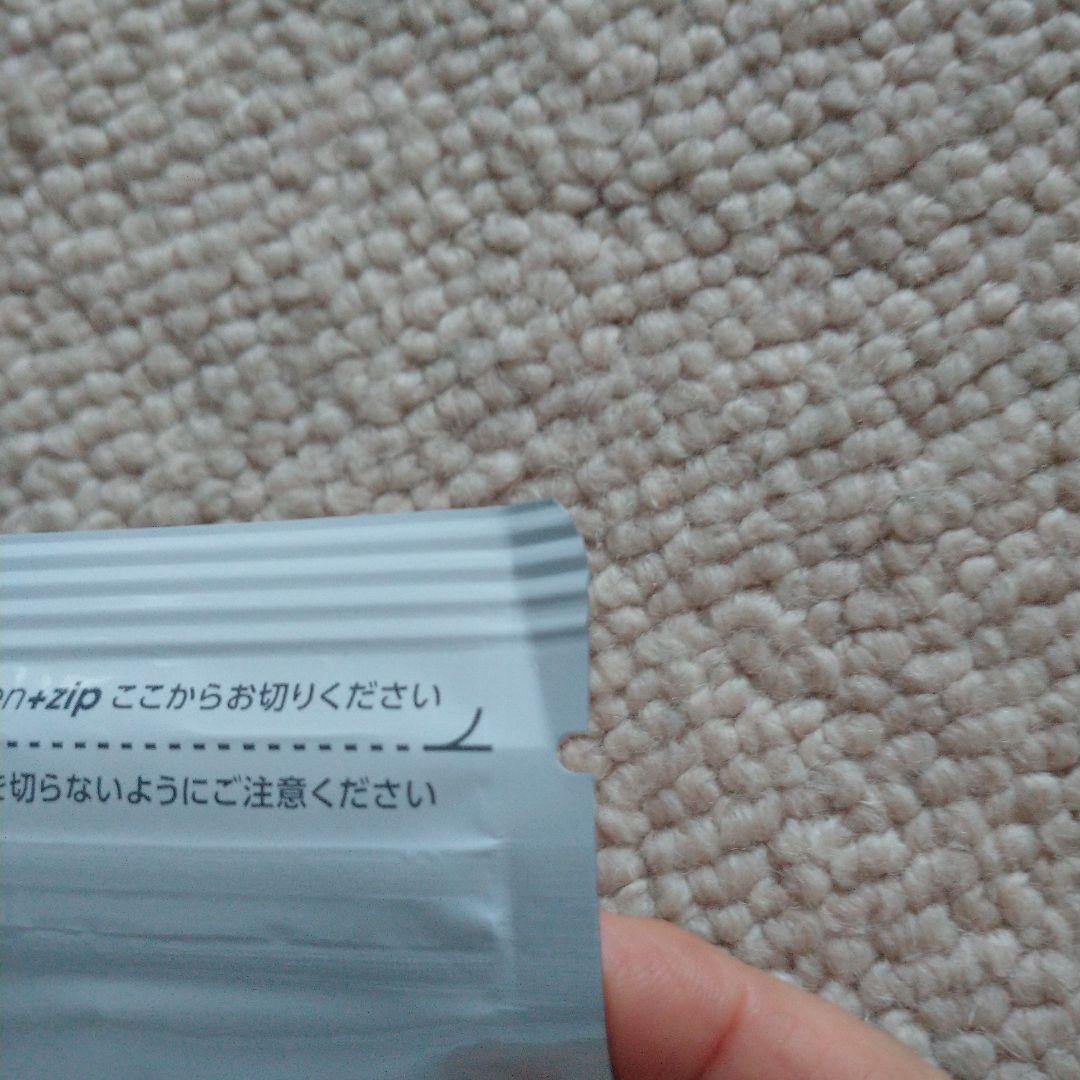 en+zip ここからお切りください
を切らないようにご注意ください